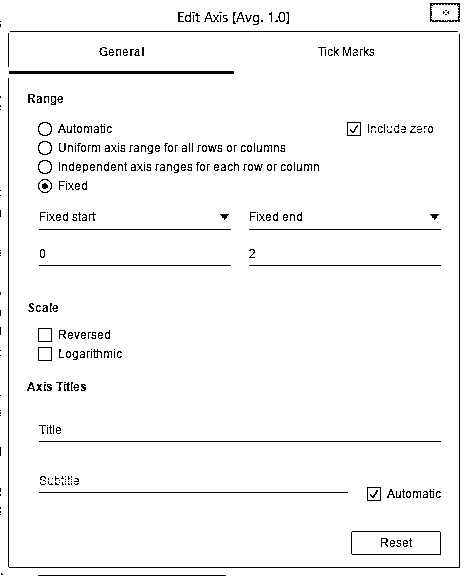 Edit Axis [Avg. 1.0]
General
Tick Marks
Range
Automatic
Include zero
Uniform axis range for all rows or columns
Independent axis ranges for each row or column
Fixed
Fixed start
Fixed end
0
2
Scale
Reversed
Logarithmic
Axis Titles
Title
Subtitle
Automatic
Reset